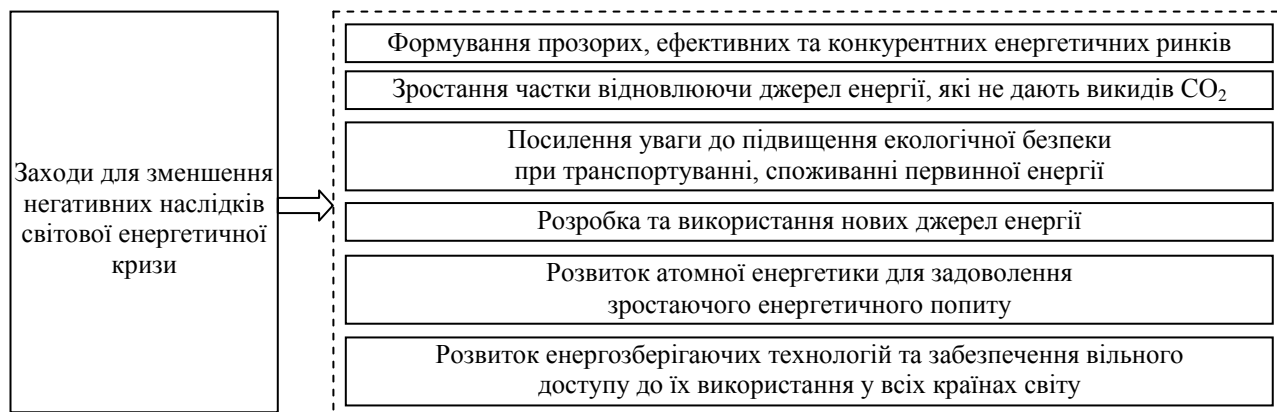 Заходи для зменшення
негативних наслідків
світової енергетичної
кризи
Формування прозорих, ефективних та конкурентних енергетичних ринків
Зростання частки відновлюючи джерел енергії, які не дають викидів CO₂
Посилення уваги до підвищення екологічної безпеки
при транспортуванні, споживанні первинної енергії
Розробка та використання нових джерел енергії
Розвиток атомної енергетики для задоволення
зростаючого енергетичного попиту
Розвиток енергозберігаючих технологій та забезпечення вільного
доступу до їх використання у всіх країнах світу